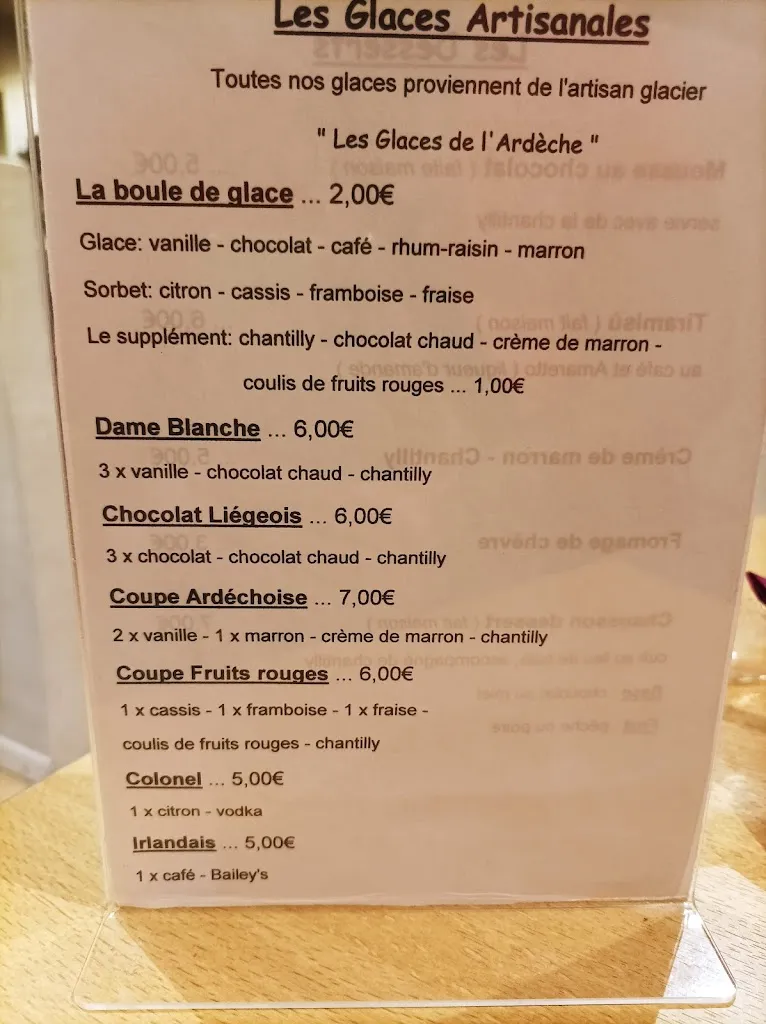 Les Glaces Artisanales
Toutes nos glaces proviennent de l'artisan glacier
" Les Glaces de l'Ardèche "
La boule de glace ... 2,00€
Glace: vanille - chocolat - café - rhum-raisin - marron
Sorbet: citron - cassis - framboise - fraise
Le supplément: chantilly - chocolat chaud - crème de marron -
coulis de fruits rouges ... 1,00€
Dame Blanche ... 6,00€
3 x vanille - chocolat chaud - chantilly
Chocolat Liégeois ... 6,00€
3 x chocolat - chocolat chaud - chantilly
Coupe Ardéchoise ... 7,00€
2 x vanille - 1 x marron - crème de marron - chantilly
Coupe Fruits rouges ... 6,00€
1 x cassis - 1 x framboise - 1 x fraise -
coulis de fruits rouges - chantilly
Colonel ... 5,00€
1 x citron - vodka
Irlandais ... 5,00€
1 x café - Bailey's